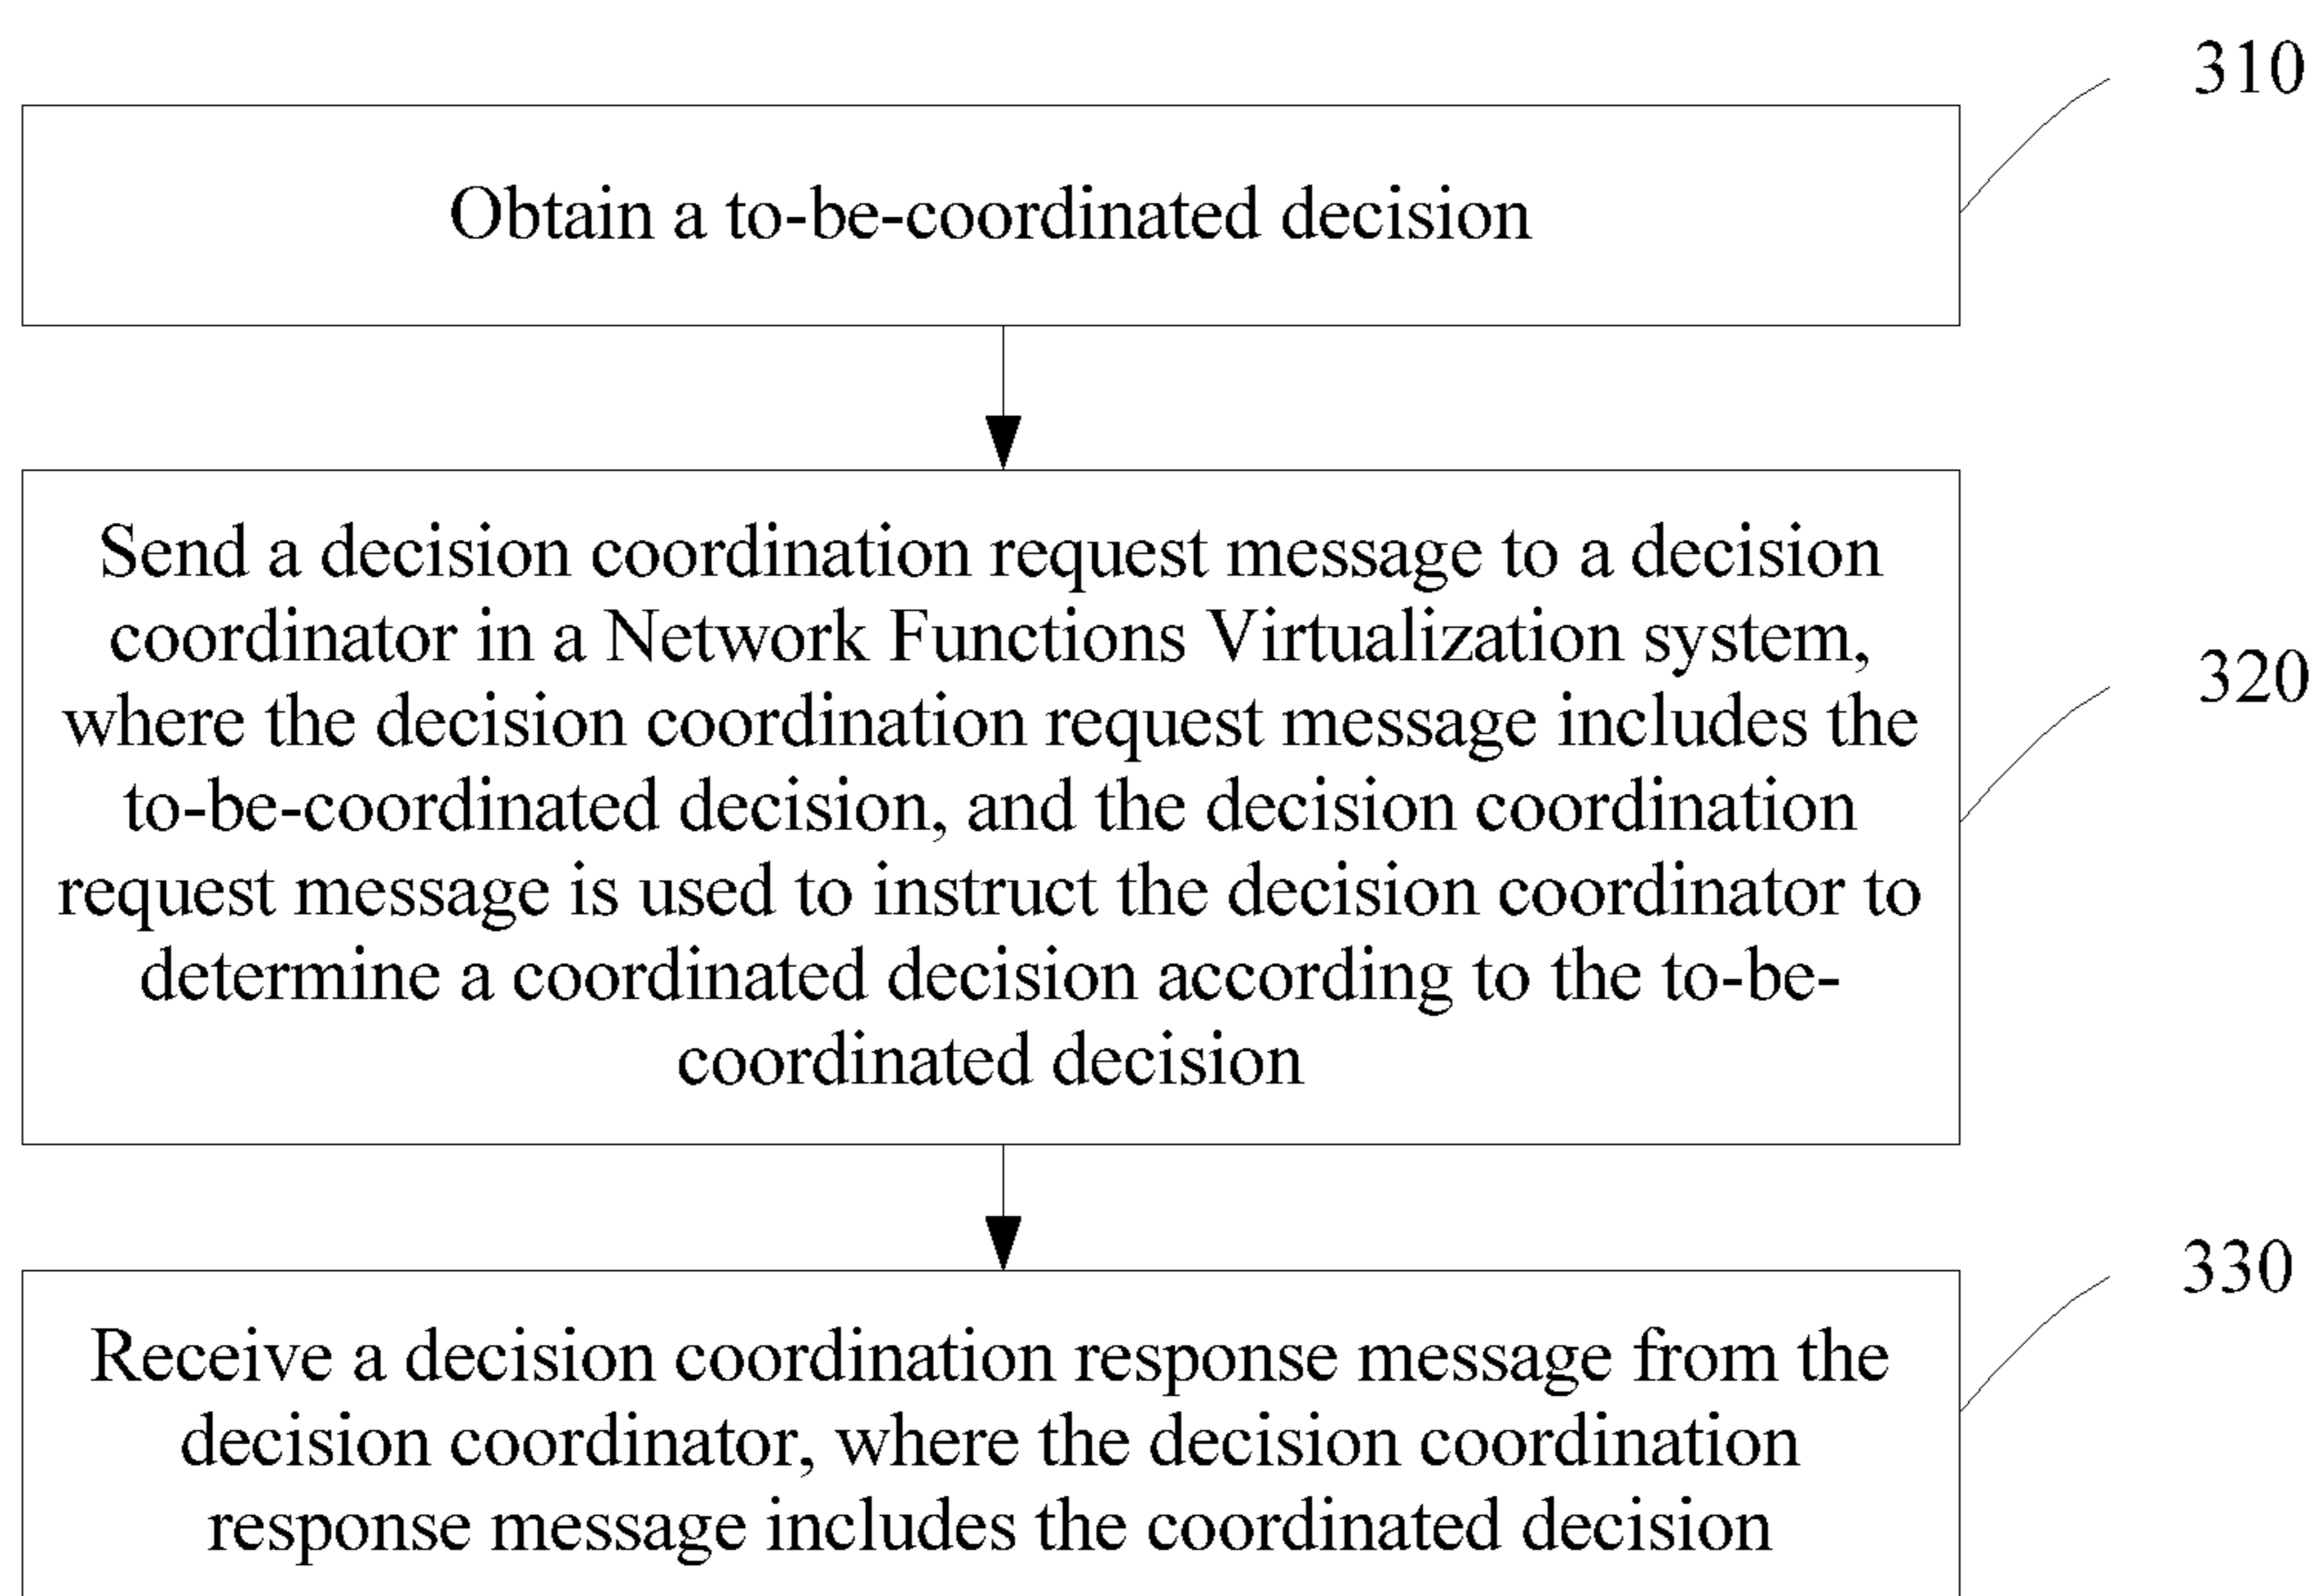 310
Obtain a to-be-coordinated decision
Send a decision coordination request message to a decision
coordinator in a Network Functions Virtualization system,
where the decision coordination request message includes the
to-be-coordinated decision, and the decision coordination
request message is used to instruct the decision coordinator to
determine a coordinated decision according to the to-be-
coordinated decision
320
330
Receive a decision coordination response message from the
decision coordinator, where the decision coordination
response message includes the coordinated decision